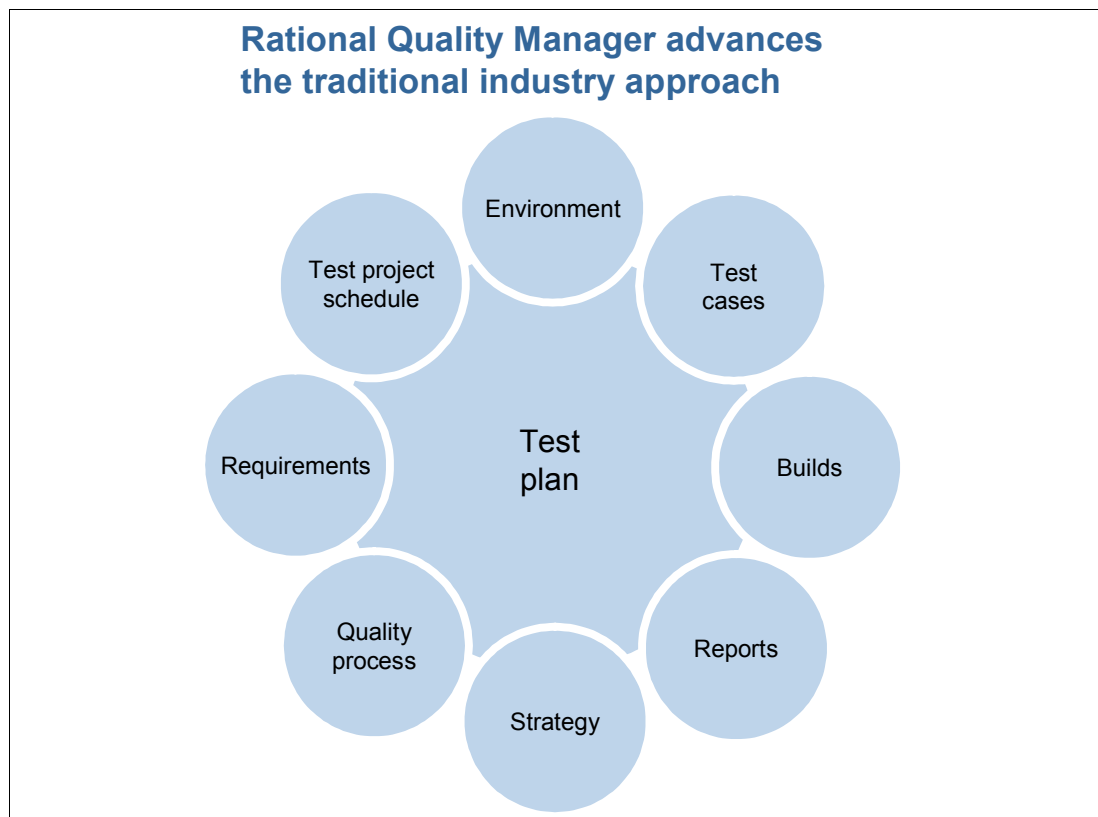 Rational Quality Manager advances
the traditional industry approach
Environment
Test project
schedule
Test
cases
Requirements
Test
plan
Builds
Quality
process
Reports
Strategy